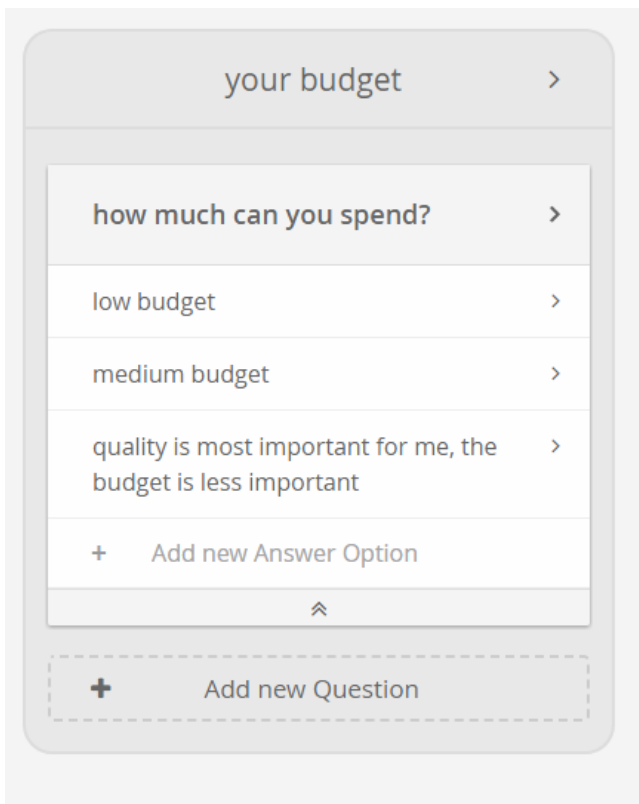 your budget
how much can you spend?
low budget
medium budget
quality is most important for me, the
budget is less important
+ Add new Answer Option
+ Add new Question